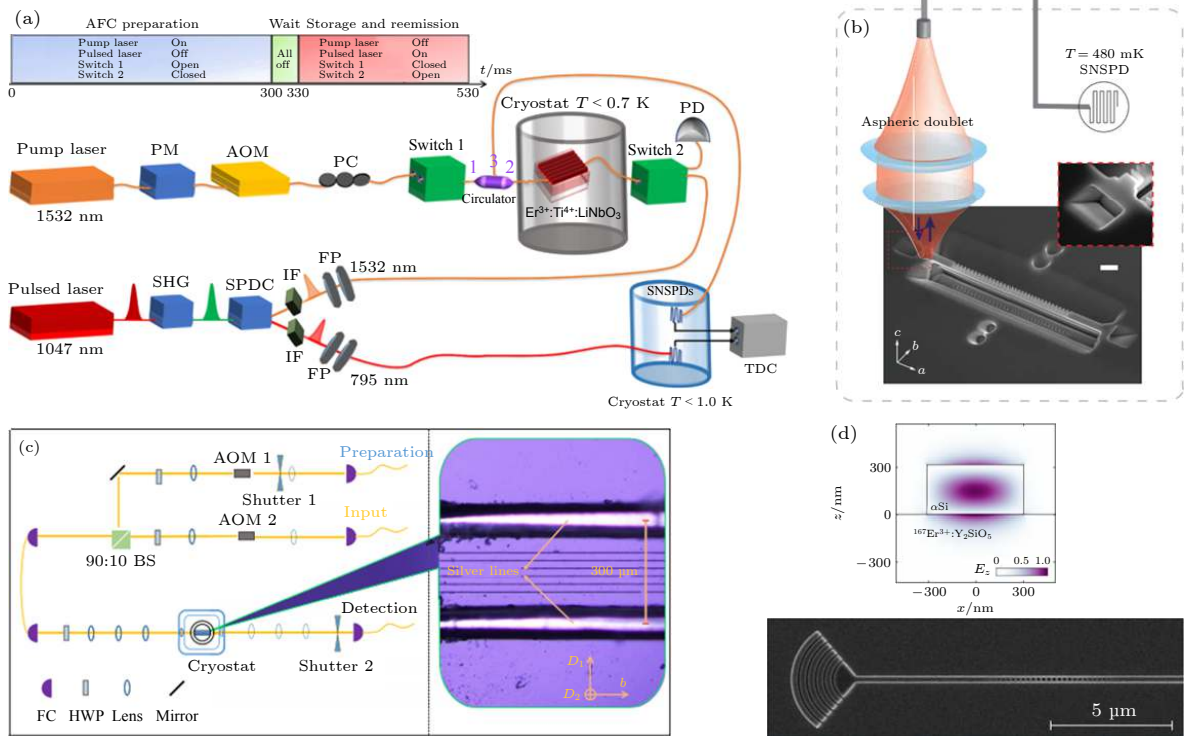 (a)
AFC preparation
Wait Storage and reemission
Pump laser On
Pulsed laser Off
Switch 1 Open
Switch 2 Closed
All
off
Pump laser Off
Pulsed laser On
Switch 1 Closed
Switch 2 Open
t/ms
0
300 330
530
Cryostat T < 0.7 K
PD
Pump laser
PM
AOM
PC
Switch 1
1
3
2
Circulator
Switch 2
1532 nm
Er³⁺:Ti⁴⁺:LiNbO₃
Pulsed laser
SHG
SPDC
IF
FP
1532 nm
1047 nm
IF
FP
795 nm
SNSPDs
TDC
Cryostat T < 1.0 K
(b)
T = 480 mK
SNSPD
Aspheric doublet
c
b
a
(c)
AOM 1
Preparation
Shutter 1
AOM 2
Input
90:10 BS
Detection
Cryostat
Shutter 2
FC
HWP
Lens
Mirror
Silver lines
300 μm
D₁
D₂
b
(d)
z/nm
300
0
−300
αSi
¹⁶⁷Er³⁺:Y₂SiO₅
0 0.5 1.0
E_z
−300
0
300
x/nm
5 μm